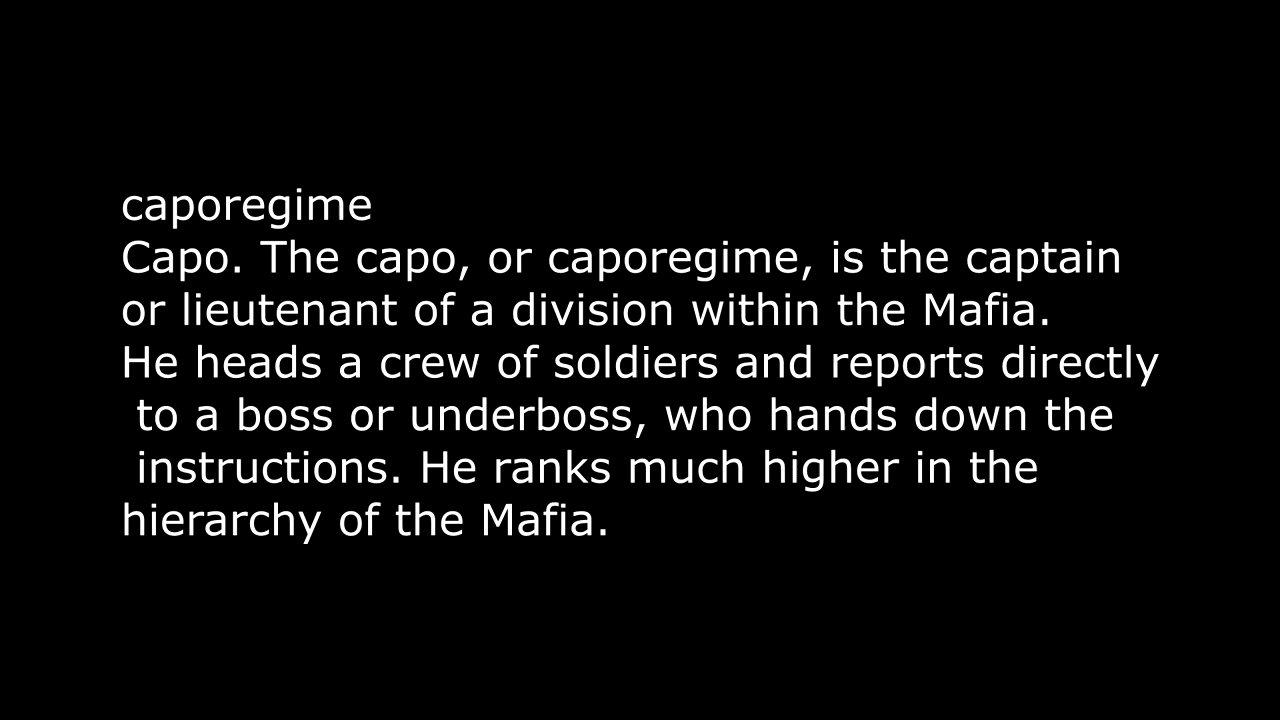 caporegime
Capo. The capo, or caporegime, is the captain
or lieutenant of a division within the Mafia.
He heads a crew of soldiers and reports directly
to a boss or underboss, who hands down the
instructions. He ranks much higher in the
hierarchy of the Mafia.